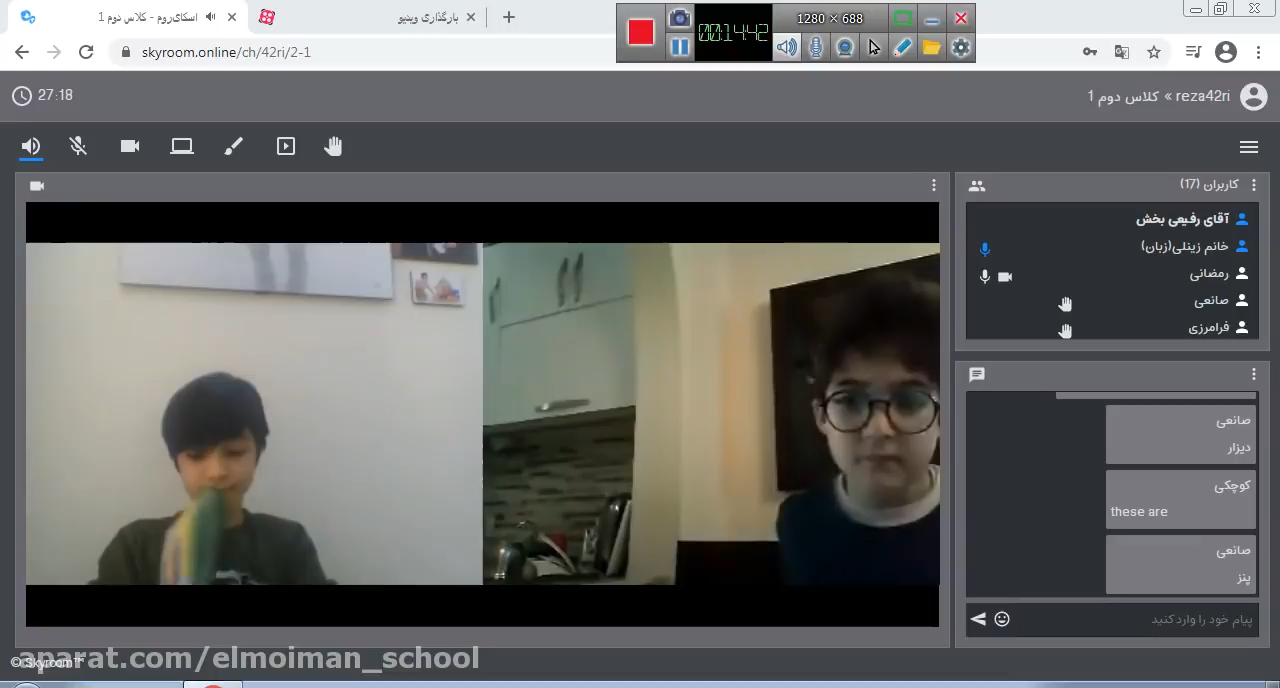 اسکای‌روم - کلاس دوم 1
بارگذاری ویدیو
skyroom.online/ch/42ri/2-1
00:14:42
1280 × 688
27:18
reza42ri » کلاس دوم 1
کاربران (17)
آقای رفیعی بخش
خانم زینلی(زبان)
رمضانی
صانعی
فرامرزی
صانعی
دیزار
کوچکی
these are
صانعی
پنز
پیام خود را وارد کنید
© Skyroom™
aparat.com/elmoiman_school